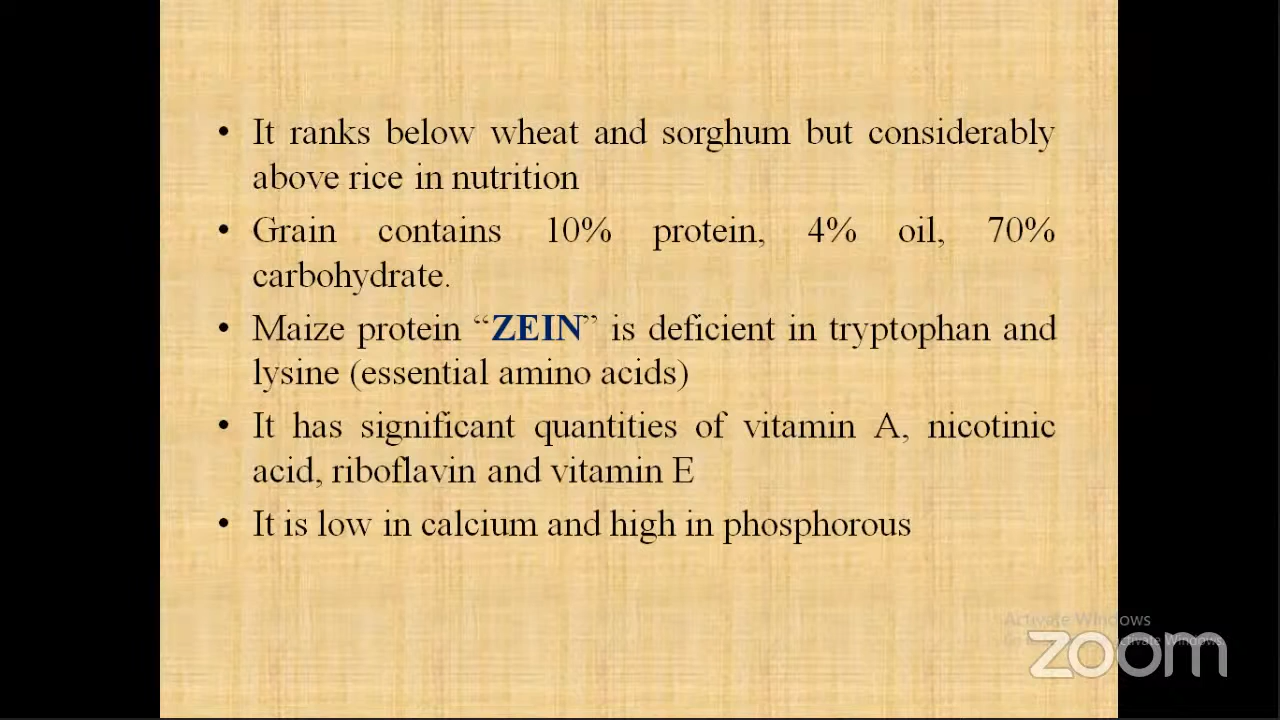 • It ranks below wheat and sorghum but considerably
above rice in nutrition
• Grain contains 10% protein, 4% oil, 70%
carbohydrate.
• Maize protein “ZEIN” is deficient in tryptophan and
lysine (essential amino acids)
• It has significant quantities of vitamin A, nicotinic
acid, riboflavin and vitamin E
• It is low in calcium and high in phosphorous
Activate Windows
activate Windows.
zoom